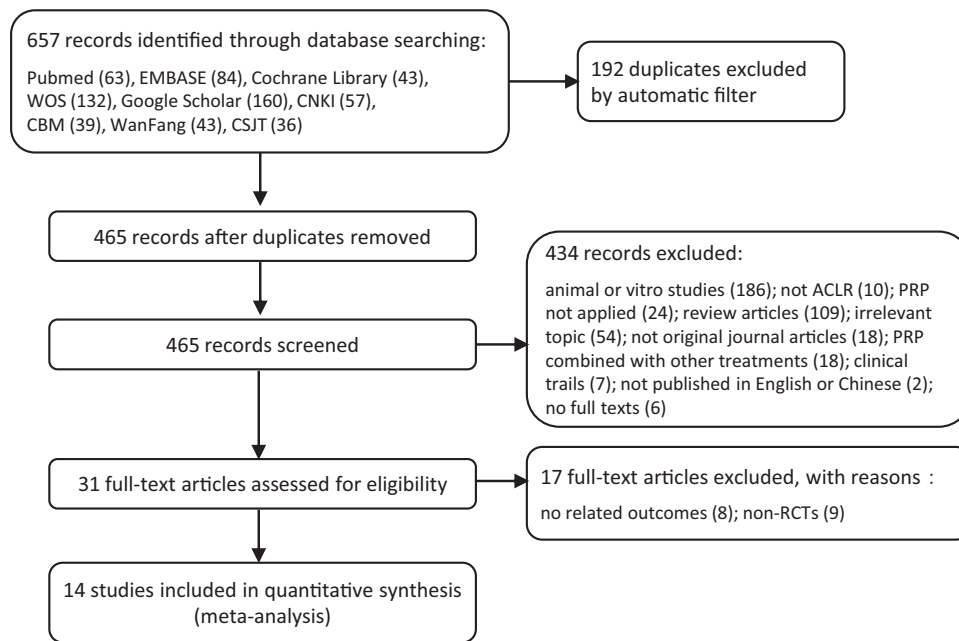 657 records identified through database searching:
Pubmed (63), EMBASE (84), Cochrane Library (43),
WOS (132), Google Scholar (160), CNKI (57),
CBM (39), WanFang (43), CSJT (36)
192 duplicates excluded
by automatic filter
465 records after duplicates removed
434 records excluded:
animal or vitro studies (186); not ACLR (10); PRP
not applied (24); review articles (109); irrelevant
topic (54); not original journal articles (18); PRP
combined with other treatments (18); clinical
trails (7); not published in English or Chinese (2);
no full texts (6)
465 records screened
31 full-text articles assessed for eligibility
17 full-text articles excluded, with reasons :
no related outcomes (8); non-RCTs (9)
14 studies included in quantitative synthesis
(meta-analysis)